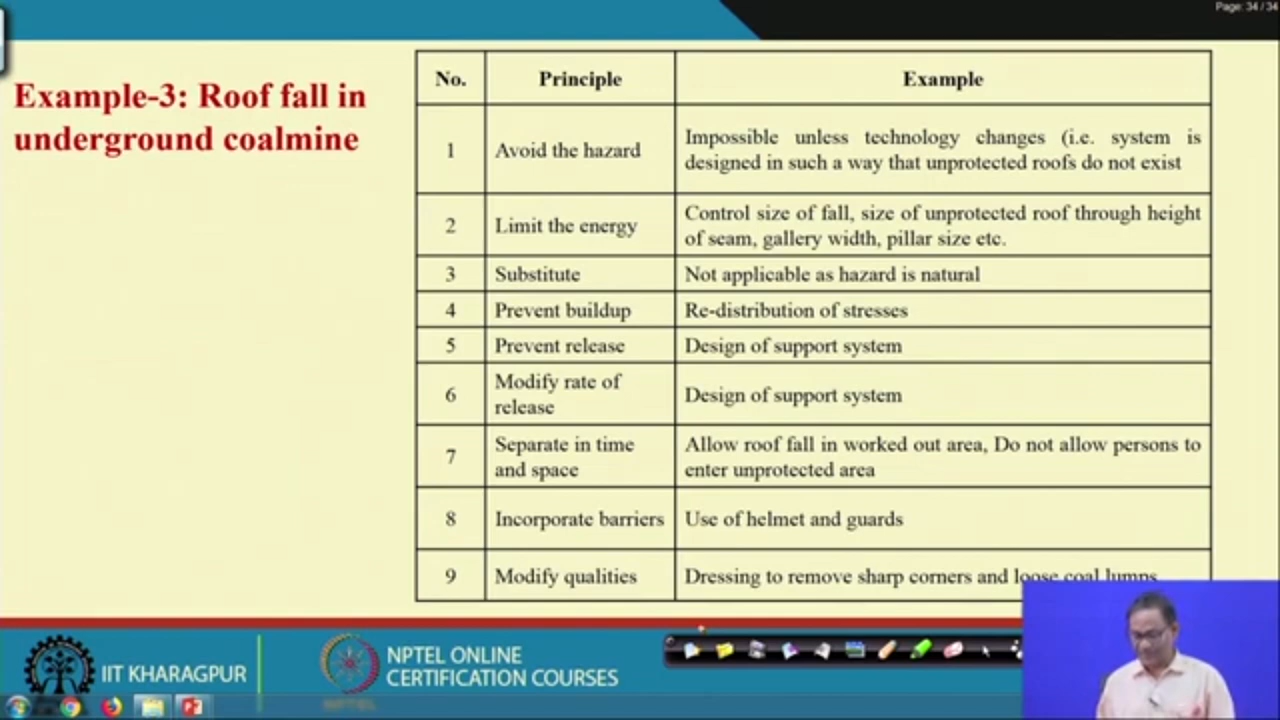 Page: 34 / 34
Example-3: Roof fall in
underground coalmine
No. Principle Example
1 Avoid the hazard Impossible unless technology changes (i.e. system is
designed in such a way that unprotected roofs do not exist
2 Limit the energy Control size of fall, size of unprotected roof through height
of seam, gallery width, pillar size etc.
3 Substitute Not applicable as hazard is natural
4 Prevent buildup Re-distribution of stresses
5 Prevent release Design of support system
6 Modify rate of
release Design of support system
7 Separate in time
and space Allow roof fall in worked out area, Do not allow persons to
enter unprotected area
8 Incorporate barriers Use of helmet and guards
9 Modify qualities Dressing to remove sharp corners and loose coal lumps
IIT KHARAGPUR
NPTEL ONLINE
CERTIFICATION COURSES
NPTEL